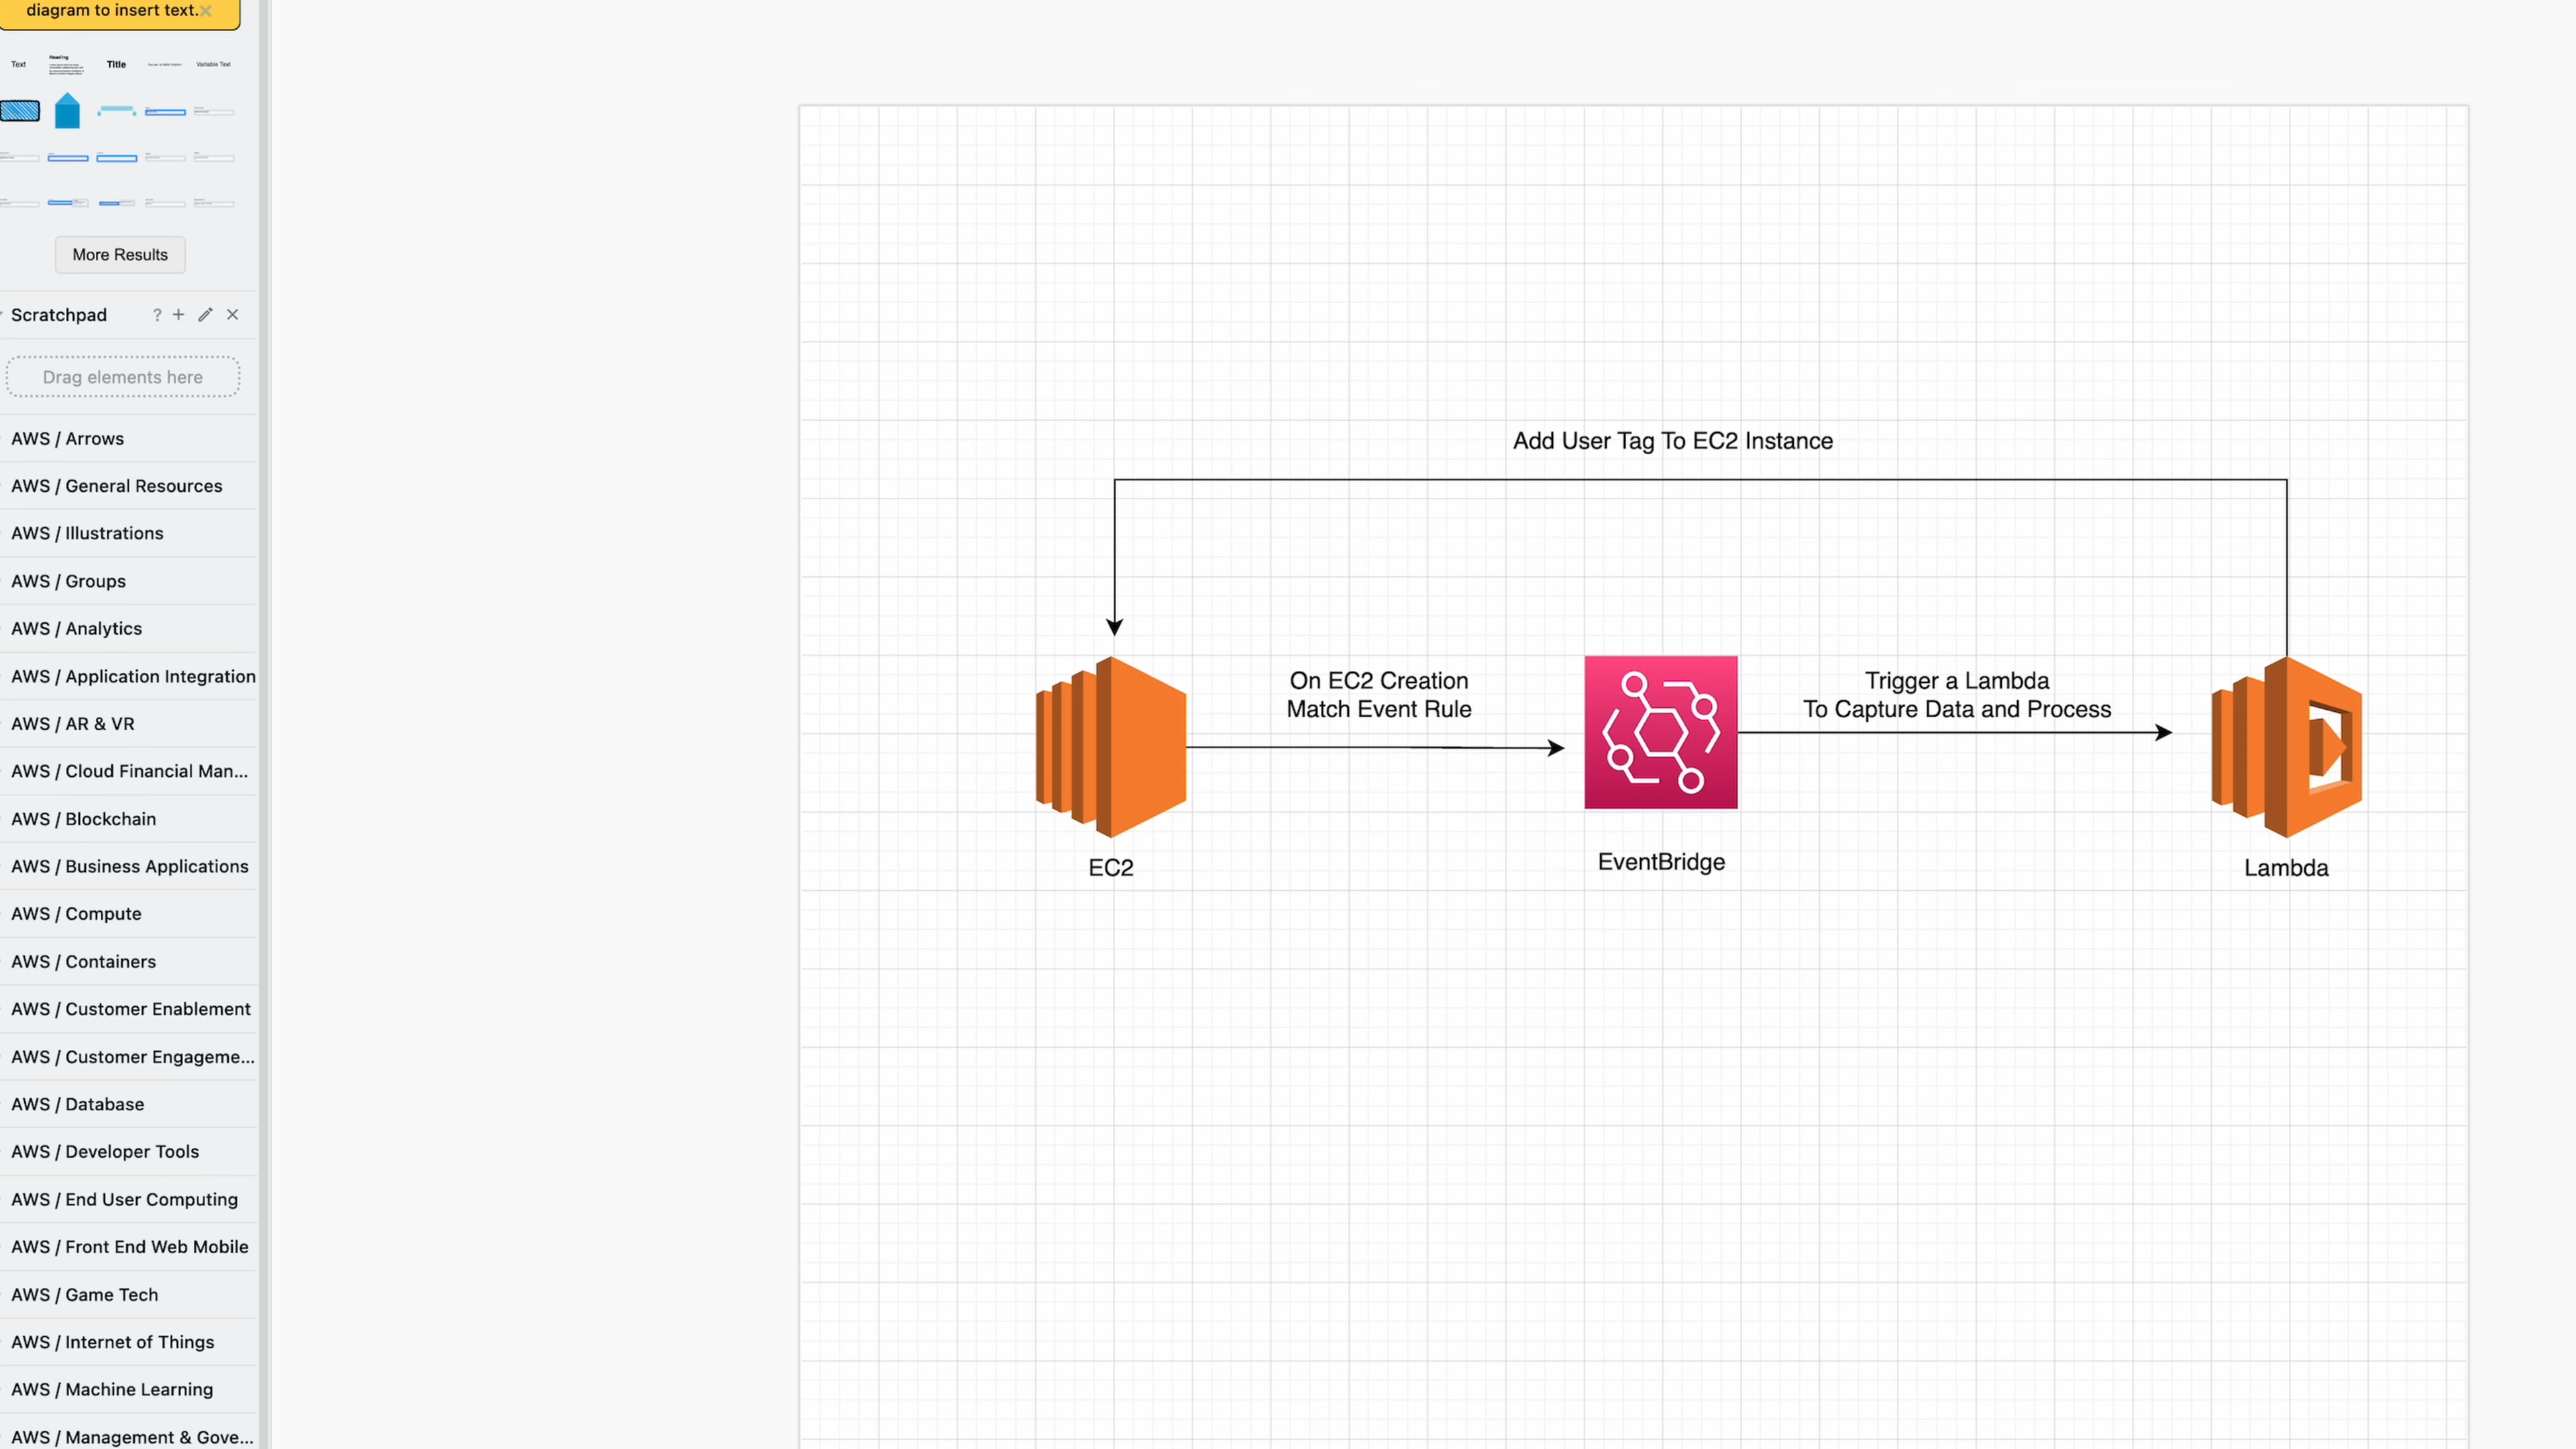 diagram to insert text.
Text
Heading
Title
Variable Text
More Results
Scratchpad
Drag elements here
AWS / Arrows
AWS / General Resources
AWS / Illustrations
AWS / Groups
AWS / Analytics
AWS / Application Integration
AWS / AR & VR
AWS / Cloud Financial Man...
AWS / Blockchain
AWS / Business Applications
AWS / Compute
AWS / Containers
AWS / Customer Enablement
AWS / Customer Engageme...
AWS / Database
AWS / Developer Tools
AWS / End User Computing
AWS / Front End Web Mobile
AWS / Game Tech
AWS / Internet of Things
AWS / Machine Learning
AWS / Management & Gove...
Add User Tag To EC2 Instance
On EC2 Creation
Match Event Rule
Trigger a Lambda
To Capture Data and Process
EC2
EventBridge
Lambda